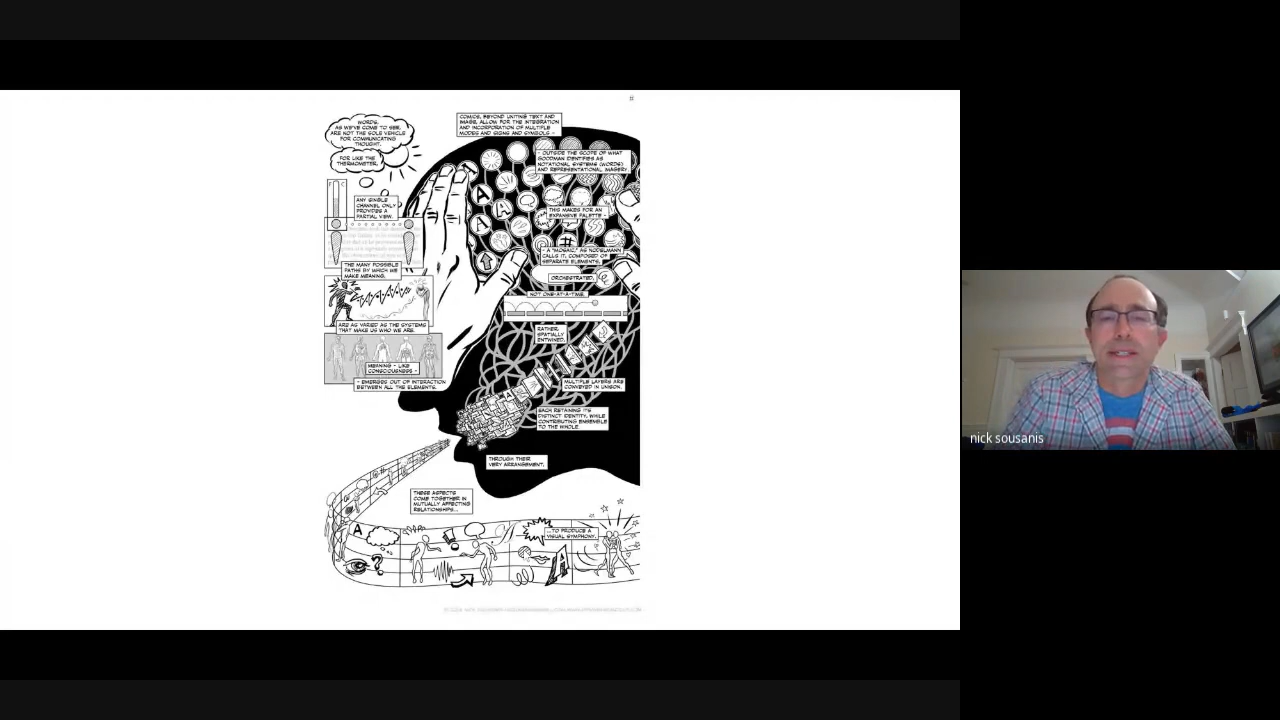 #
WORDS,
AS WE'VE COME TO SEE,
ARE NOT THE SOLE VEHICLE
FOR COMMUNICATING
THOUGHT.
FOR LIKE THE
THERMOMETER,
ANY SINGLE
CHANNEL ONLY
PROVIDES A
PARTIAL VIEW.
THE MANY POSSIBLE
PATHS BY WHICH WE
MAKE MEANING,
ARE AS VARIED AS THE SYSTEMS
THAT MAKE US WHO WE ARE.
MEANING – LIKE
CONSCIOUSNESS –
– EMERGES OUT OF INTERACTION
BETWEEN ALL THE ELEMENTS.
COMICS, BEYOND UNITING TEXT AND
IMAGE, ALLOW FOR THE INTEGRATION
AND INCORPORATION OF MULTIPLE
MODES AND SIGNS AND SYMBOLS –
– OUTSIDE THE SCOPE OF WHAT
GOODMAN IDENTIFIES AS
NOTATIONAL SYSTEMS (WORDS)
AND REPRESENTATIONAL IMAGERY.
A
A
A
THIS MAKES FOR AN
EXPANSIVE PALETTE –
#
– A "MOSAIC," AS NODELMANN
CALLS IT, COMPOSED OF
SEPARATE ELEMENTS,
ORCHESTRATED,
NOT ONE-AT-A-TIME,
RATHER,
SPATIALLY
ENTWINED.
MULTIPLE LAYERS ARE
CONVEYED IN UNISON,
EACH RETAINING ITS
DISTINCT IDENTITY, WHILE
CONTRIBUTING ENSEMBLE
TO THE WHOLE.
THROUGH THEIR
VERY ARRANGEMENT,
THESE ASPECTS
COME TOGETHER IN
MUTUALLY AFFECTING
RELATIONSHIPS...
...TO PRODUCE A
VISUAL SYMPHONY.
A
?
!
A
nick sousanis